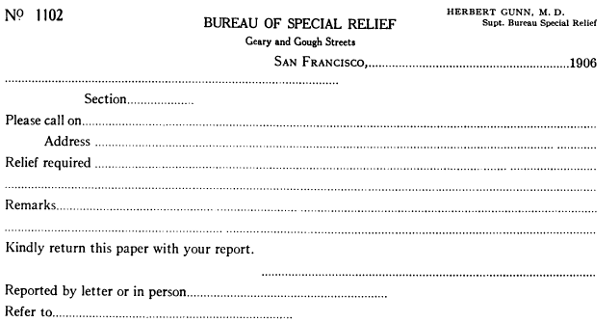 Nº 1102
BUREAU OF SPECIAL RELIEF
HERBERT GUNN, M. D.
Supt. Bureau Special Relief
Geary and Gough Streets
SAN FRANCISCO,..............................1906
Section..................
Please call on..............................
Address ..............................
Relief required ..............................
Remarks..............................
Kindly return this paper with your report.
Reported by letter or in person..............................
Refer to..............................